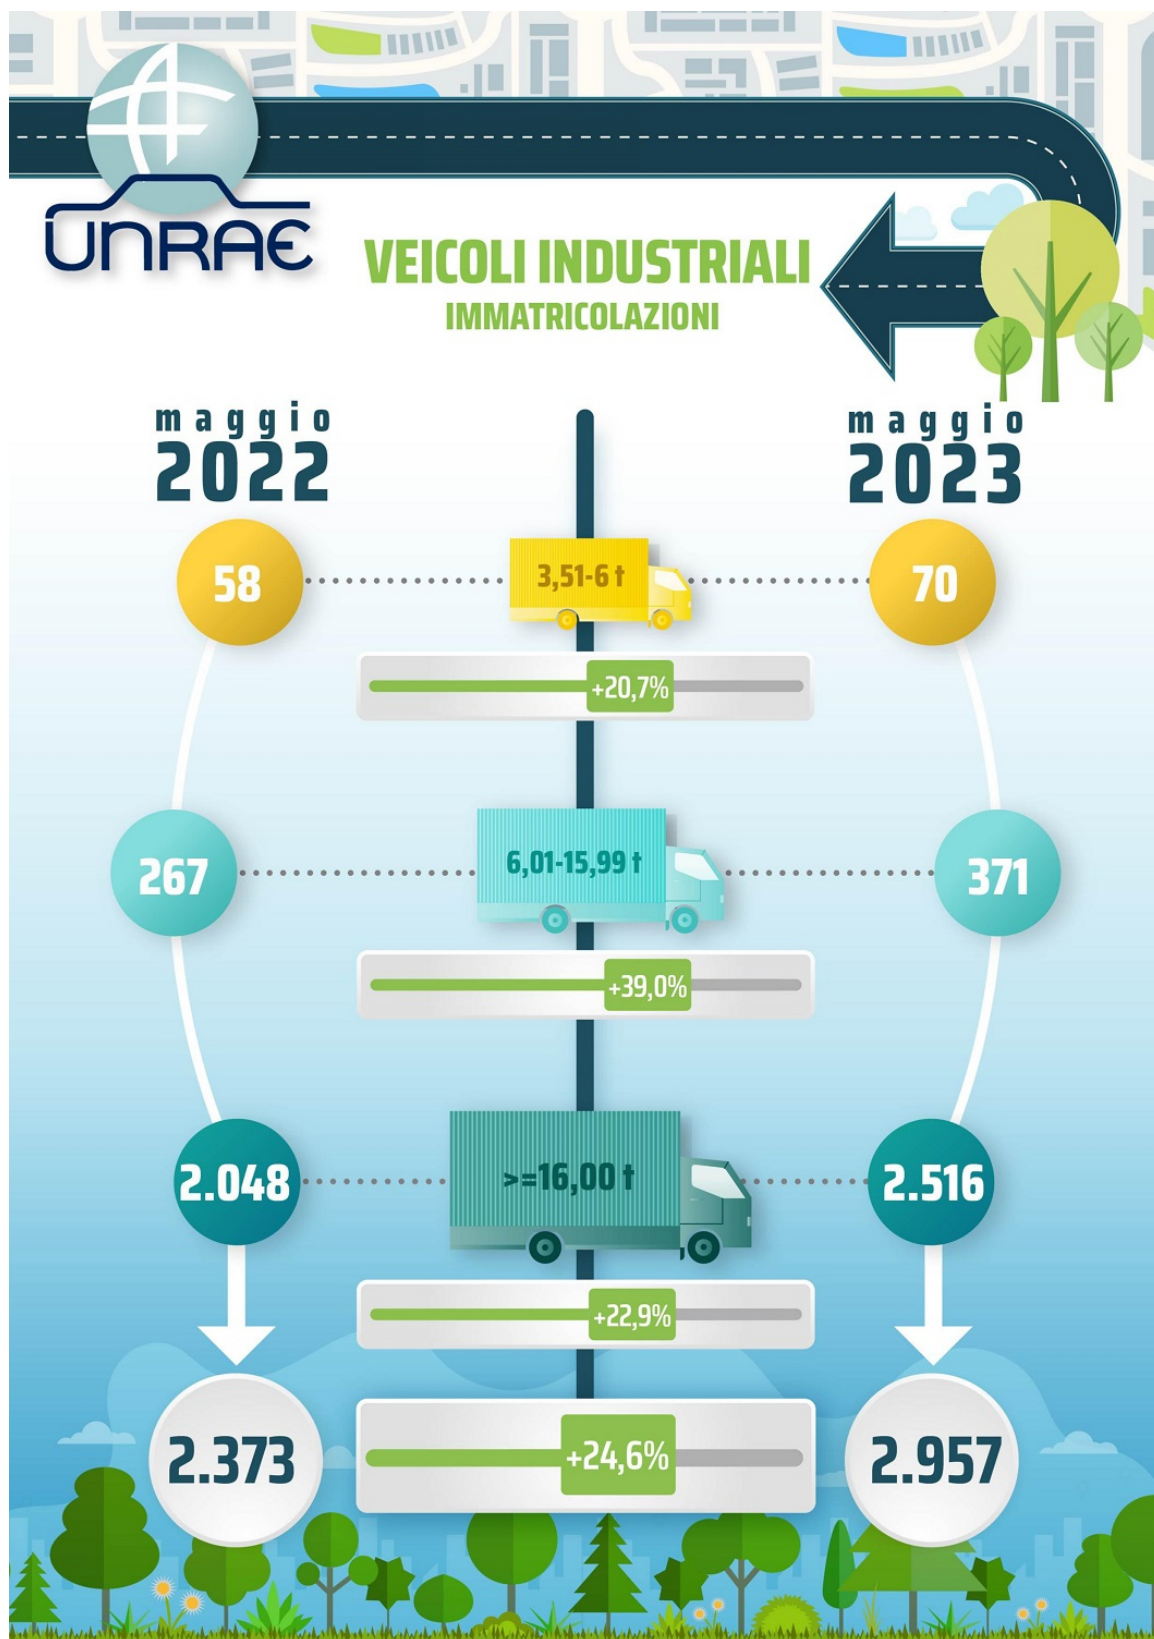 UNRAE
VEICOLI INDUSTRIALI
IMMATRICOLAZIONI
maggio
2022
maggio
2023
58
3,51-6 t
70
+20,7%
267
6,01-15,99 t
371
+39,0%
2.048
>=16,00 t
2.516
+22,9%
2.373
+24,6%
2.957